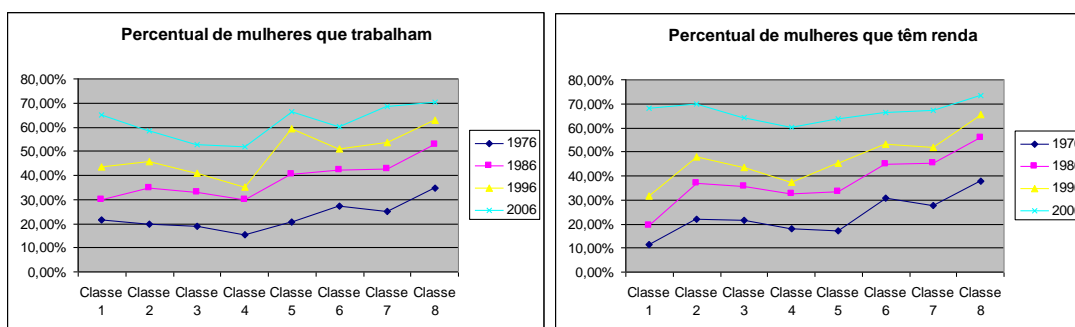 Percentual de mulheres que trabalham
80,00%
70,00%
60,00%
50,00%
40,00%
30,00%
20,00%
10,00%
0,00%
Classe 1
Classe 2
Classe 3
Classe 4
Classe 5
Classe 6
Classe 7
Classe 8
1976
1986
1996
2006
Percentual de mulheres que têm renda
80,00%
70,00%
60,00%
50,00%
40,00%
30,00%
20,00%
10,00%
0,00%
Classe 1
Classe 2
Classe 3
Classe 4
Classe 5
Classe 6
Classe 7
Classe 8